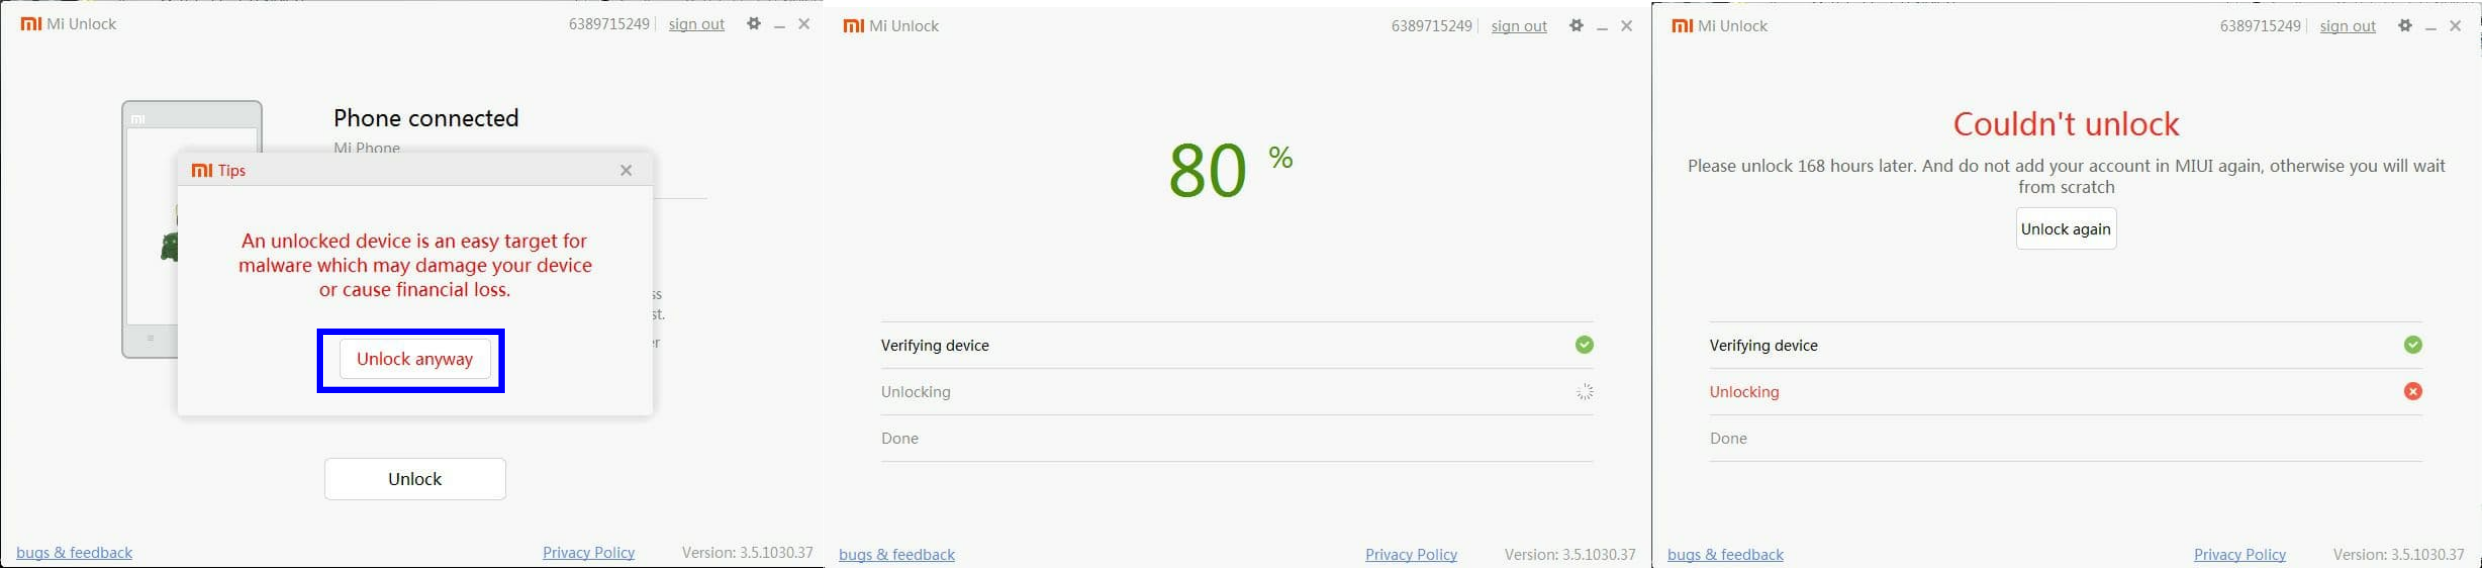 Mi Unlock
6389715249
sign out
Phone connected
Mi Phone
Tips
An unlocked device is an easy target for
malware which may damage your device
or cause financial loss.
ss
st.
er
Unlock anyway
Unlock
bugs & feedback
Privacy Policy
Version: 3.5.1030.37
Mi Unlock
6389715249
sign out
80 %
Verifying device
Unlocking
Done
bugs & feedback
Privacy Policy
Version: 3.5.1030.37
Mi Unlock
6389715249
sign out
Couldn't unlock
Please unlock 168 hours later. And do not add your account in MIUI again, otherwise you will wait
from scratch
Unlock again
Verifying device
Unlocking
Done
bugs & feedback
Privacy Policy
Version: 3.5.1030.37